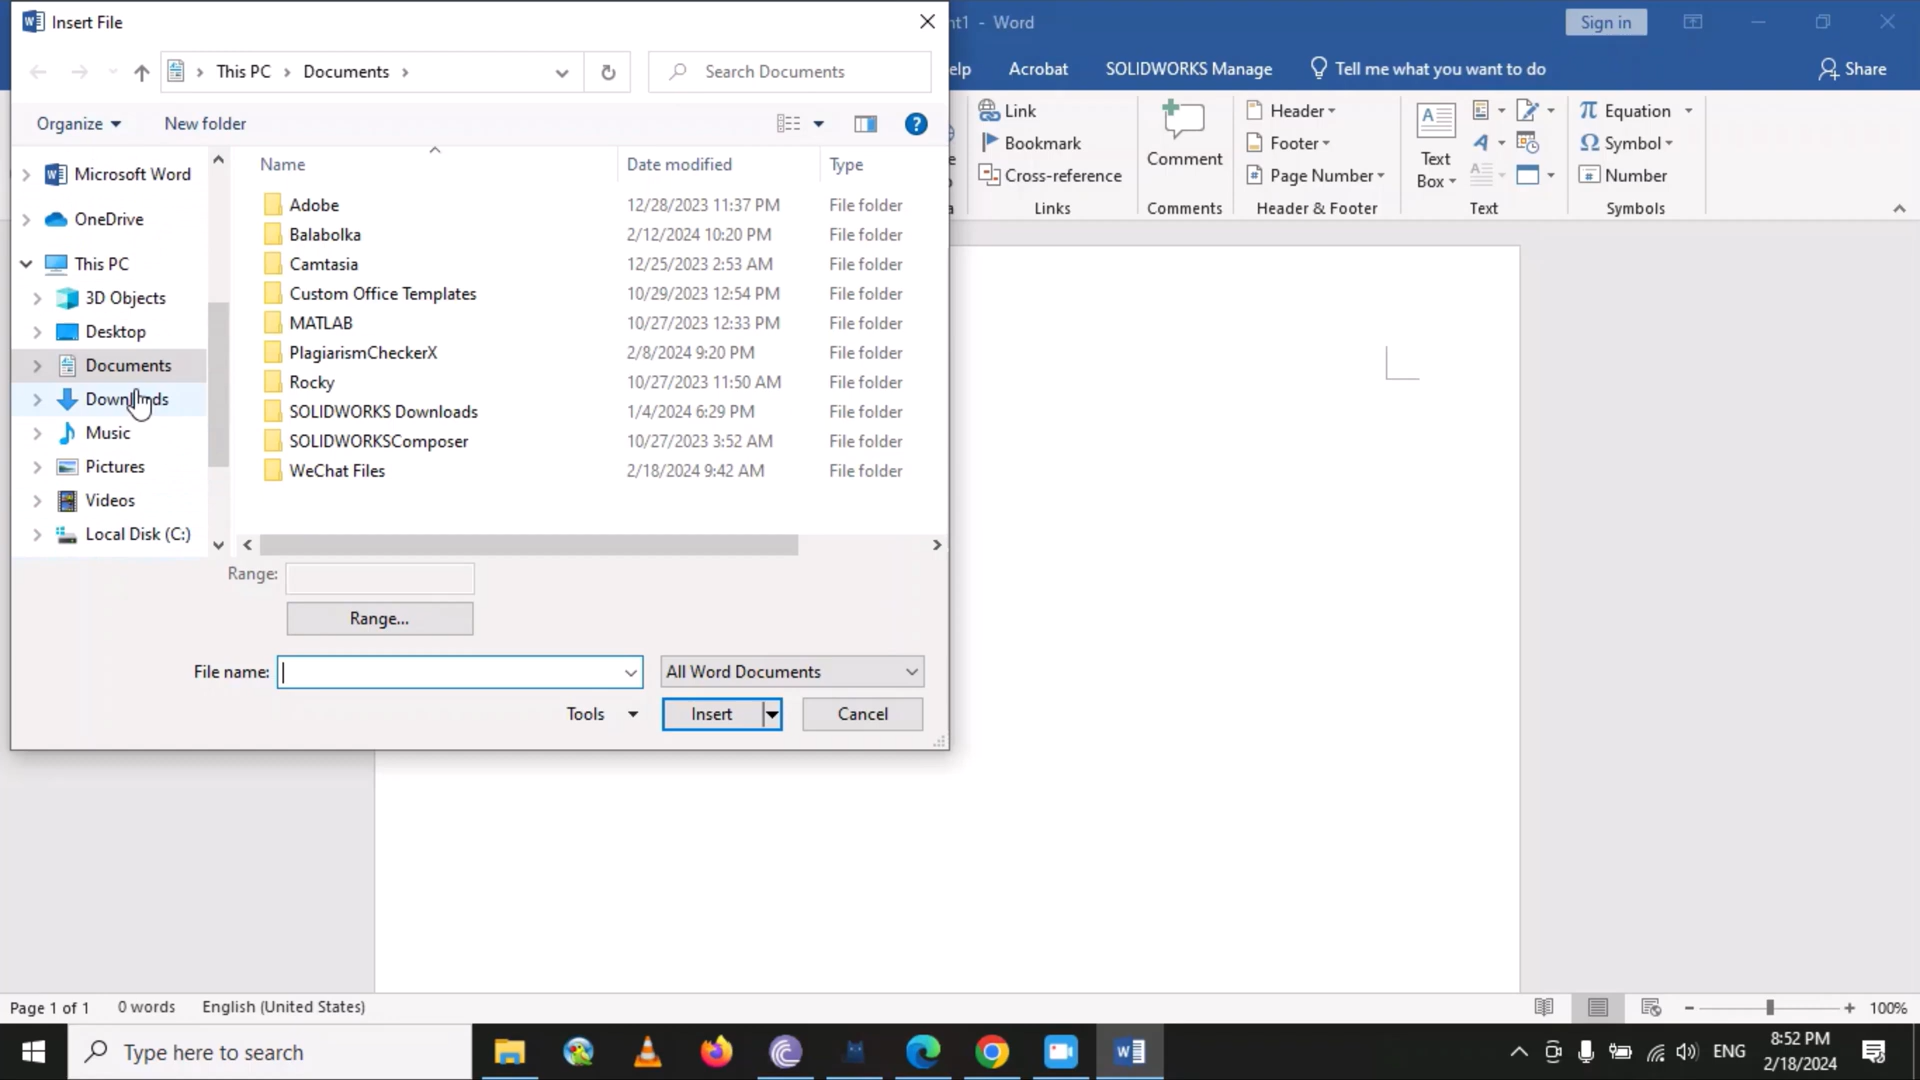 Insert File
nt1 - Word
Sign in
This PC
Documents
Search Documents
elp
Acrobat
SOLIDWORKS Manage
Tell me what you want to do
Share
Organize
New folder
Link
Bookmark
Cross-reference
Links
Comment
Comments
Header
Footer
Page Number
Header & Footer
Text
Box
Text
Equation
Symbol
Number
Symbols
Microsoft Word
OneDrive
This PC
3D Objects
Desktop
Documents
Downloads
Music
Pictures
Videos
Local Disk (C:)
Name Date modified Type
Adobe 12/28/2023 11:37 PM File folder
Balabolka 2/12/2024 10:20 PM File folder
Camtasia 12/25/2023 2:53 AM File folder
Custom Office Templates 10/29/2023 12:54 PM File folder
MATLAB 10/27/2023 12:33 PM File folder
PlagiarismCheckerX 2/8/2024 9:20 PM File folder
Rocky 10/27/2023 11:50 AM File folder
SOLIDWORKS Downloads 1/4/2024 6:29 PM File folder
SOLIDWORKSComposer 10/27/2023 3:52 AM File folder
WeChat Files 2/18/2024 9:42 AM File folder
Range:
Range...
File name:
All Word Documents
Tools
Insert
Cancel
Page 1 of 1 0 words English (United States)
100%
Type here to search
ENG
8:52 PM
2/18/2024